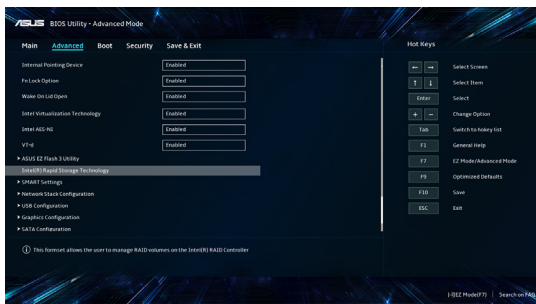 ASUS BIOS Utility - Advanced Mode
Main Advanced Boot Security Save & Exit Hot Keys
Internal Pointing Device Enabled
Fn Lock Option Enabled
Wake On Lid Open Enabled
Intel Virtualization Technology Enabled
Intel AES-NI Enabled
VT-d Enabled
ASUS EZ Flash 3 Utility
Intel(R) Rapid Storage Technology
SMART Settings
Network Stack Configuration
USB Configuration
Graphics Configuration
SATA Configuration
This formset allows the user to manage RAID volumes on the Intel(R) RAID Controller
← → Select Screen
↑ ↓ Select Item
Enter Select
+ - Change Option
Tab Switch to hokey list
F1 General Help
F7 EZ Mode/Advanced Mode
F9 Optimized Defaults
F10 Save
ESC Exit
EZ Mode(F7) | Search on FAQ